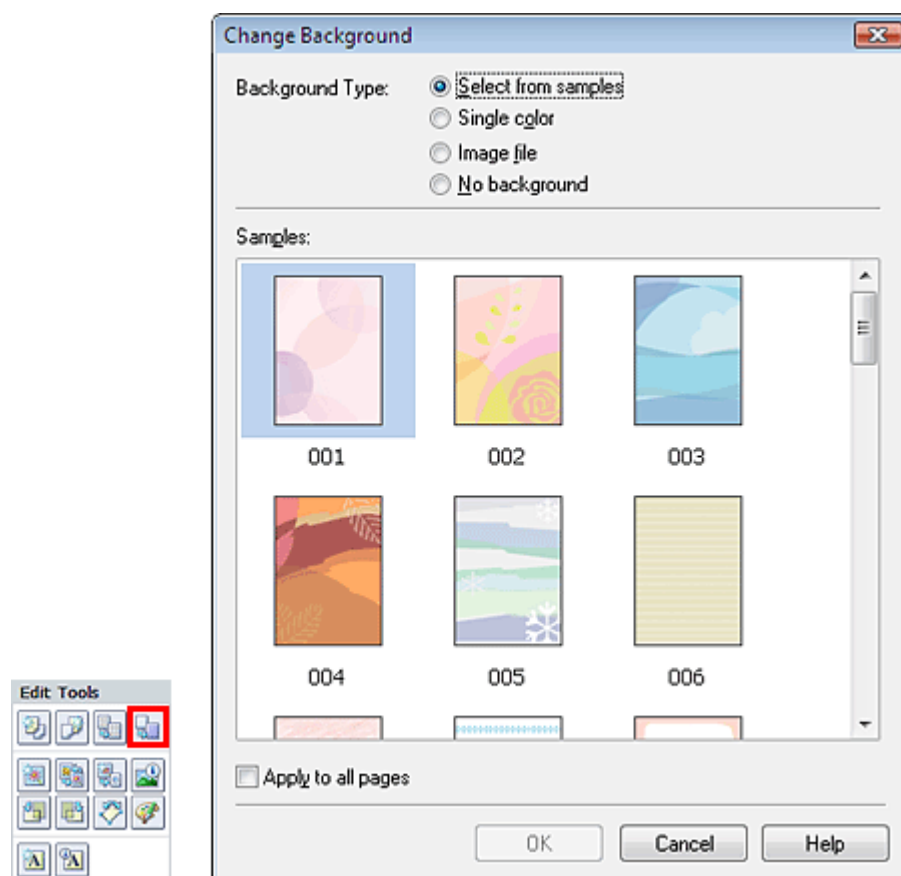 Change Background
Background Type:
Select from samples
Single color
Image file
No background
Samples:
001 002 003
004 005 006
Apply to all pages
OK Cancel Help
Edit Tools
A A